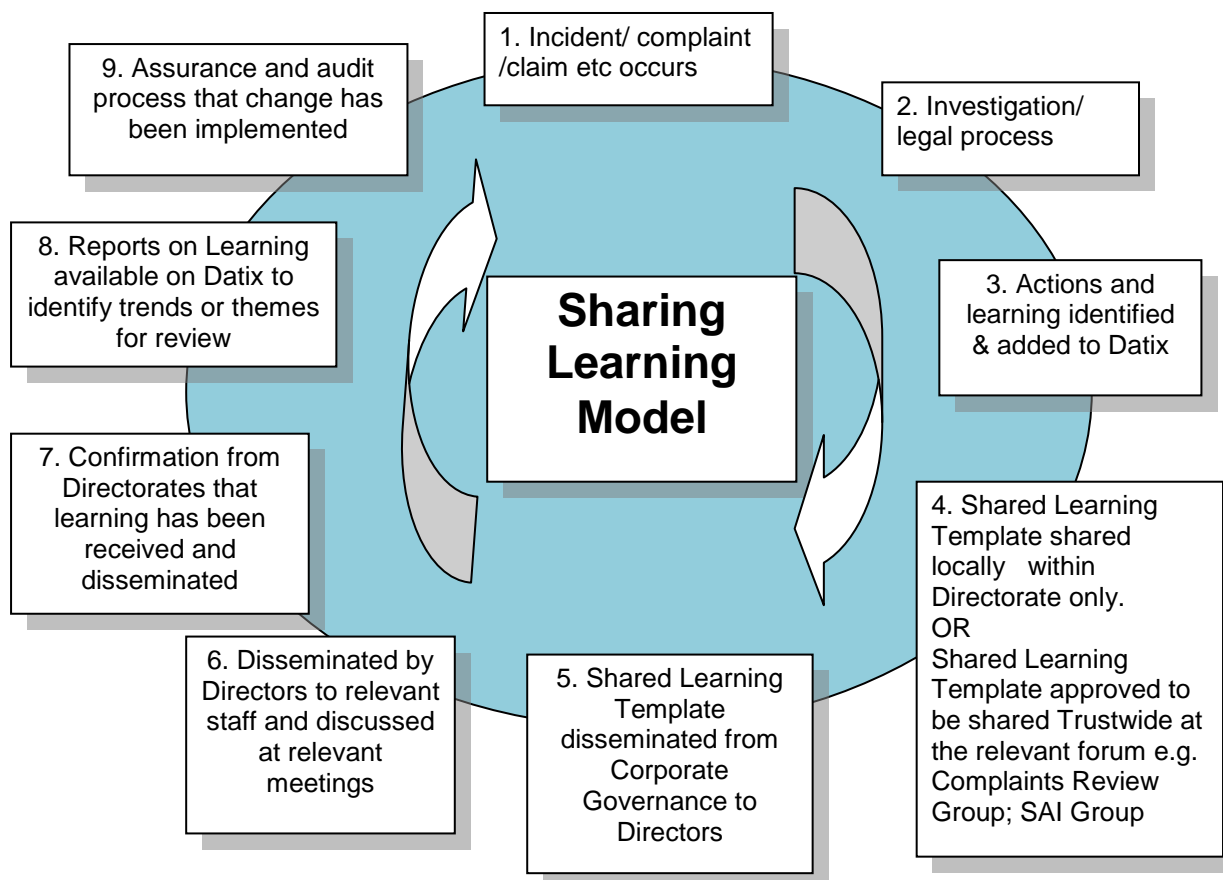 1. Incident/ complaint
/claim etc occurs
2. Investigation/
legal process
3. Actions and
learning identified
& added to Datix
4. Shared Learning
Template shared
locally within
Directorate only.
OR
Shared Learning
Template approved to
be shared Trustwide at
the relevant forum e.g.
Complaints Review
Group; SAI Group
5. Shared Learning
Template
disseminated from
Corporate
Governance to
Directors
6. Disseminated by
Directors to relevant
staff and discussed
at relevant
meetings
7. Confirmation from
Directorates that
learning has been
received and
disseminated
8. Reports on Learning
available on Datix to
identify trends or themes
for review
9. Assurance and audit
process that change has
been implemented
Sharing
Learning
Model